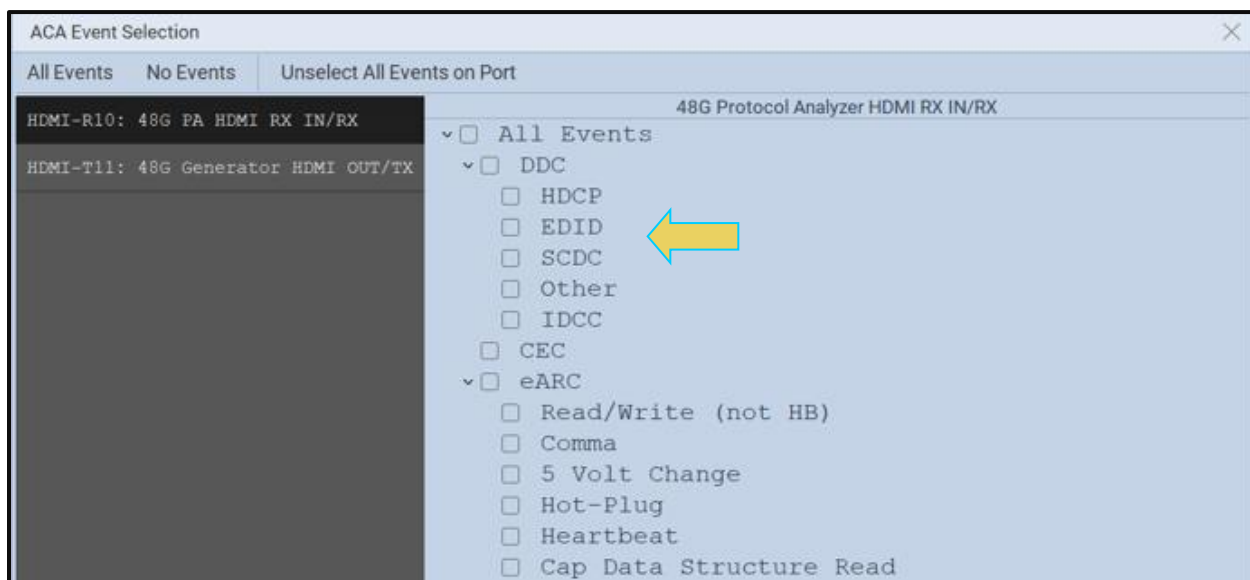 ACA Event Selection
All Events No Events Unselect All Events on Port
HDMI-R10: 48G PA HDMI RX IN/RX
HDMI-T11: 48G Generator HDMI OUT/TX
48G Protocol Analyzer HDMI RX IN/RX
All Events
DDC
HDCP
EDID
SCDC
Other
IDCC
CEC
eARC
Read/Write (not HB)
Comma
5 Volt Change
Hot-Plug
Heartbeat
Cap Data Structure Read